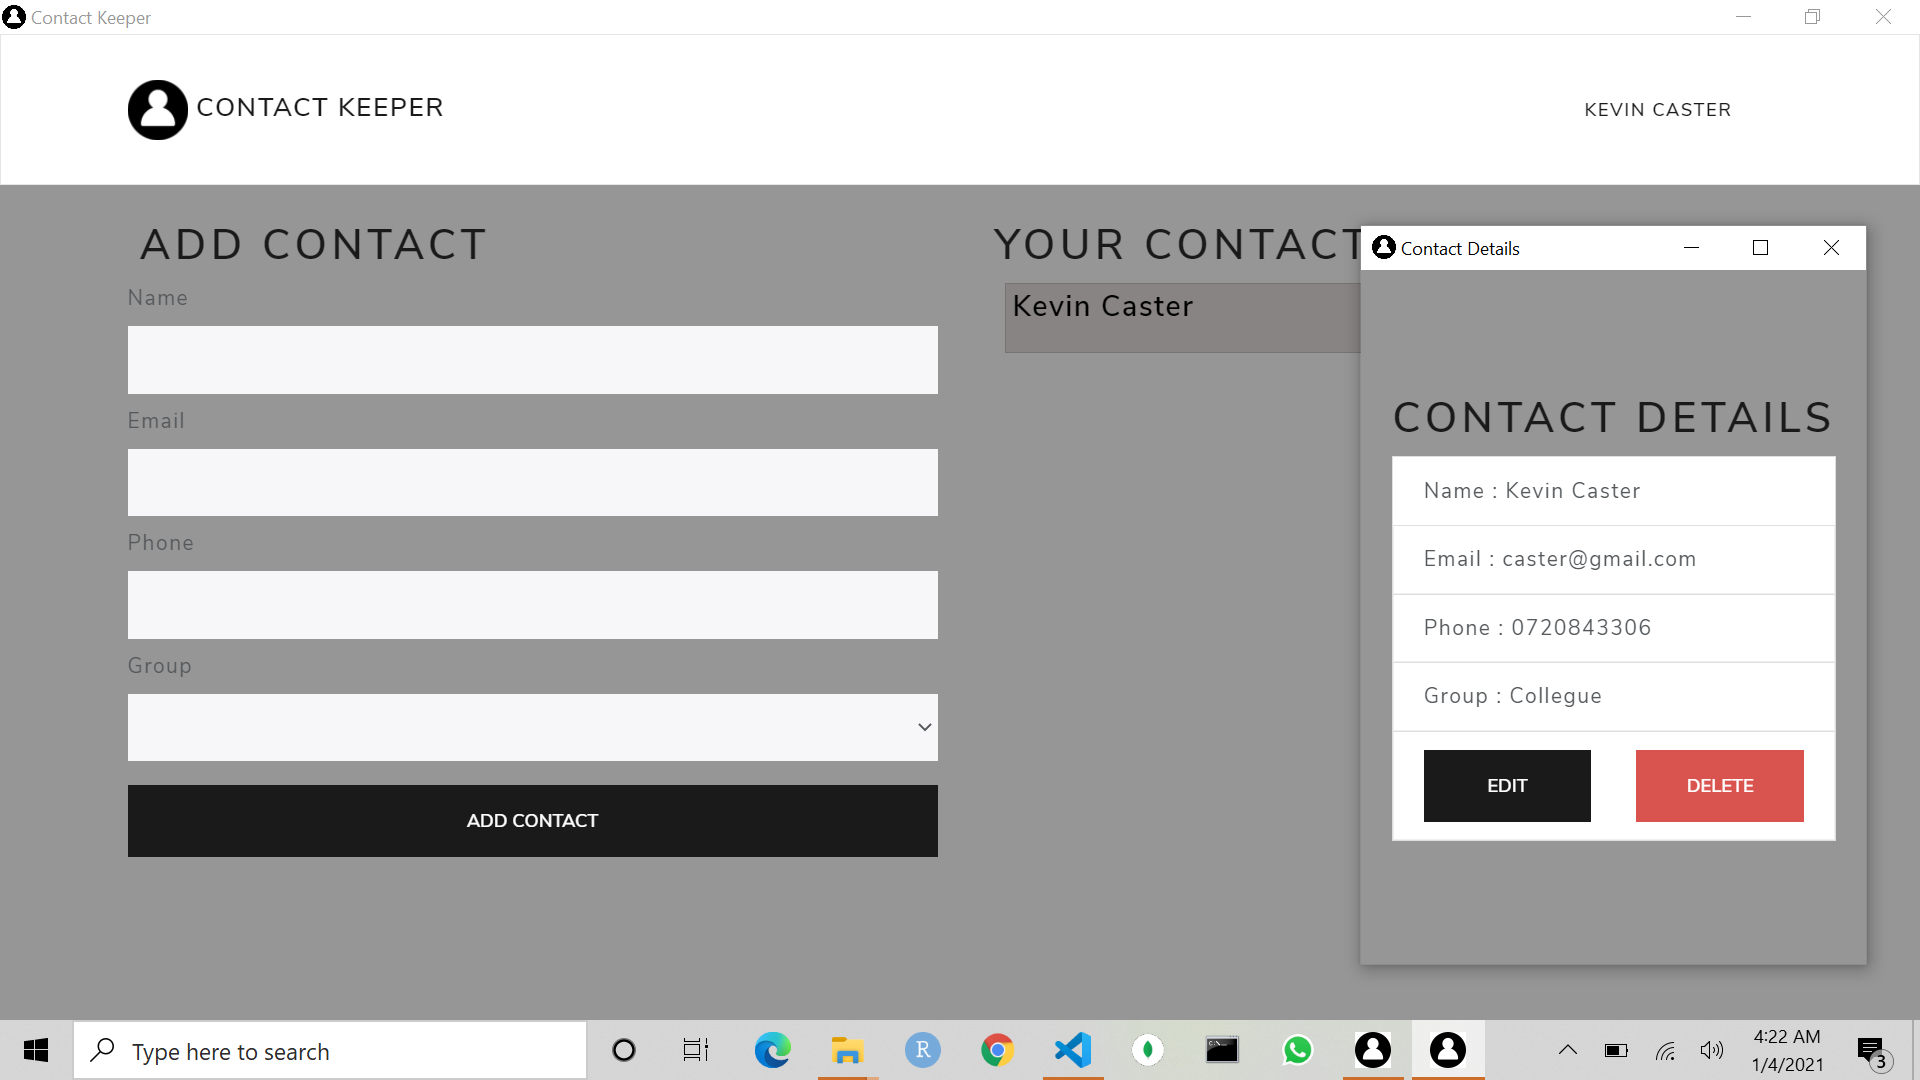 Contact Keeper
CONTACT KEEPER
KEVIN CASTER
ADD CONTACT
Name
Email
Phone
Group
ADD CONTACT
YOUR CONTACT
Kevin Caster
Contact Details
CONTACT DETAILS
Name : Kevin Caster
Email : caster@gmail.com
Phone : 0720843306
Group : Collegue
EDIT
DELETE
Type here to search
R
C:\
4:22 AM
1/4/2021
3